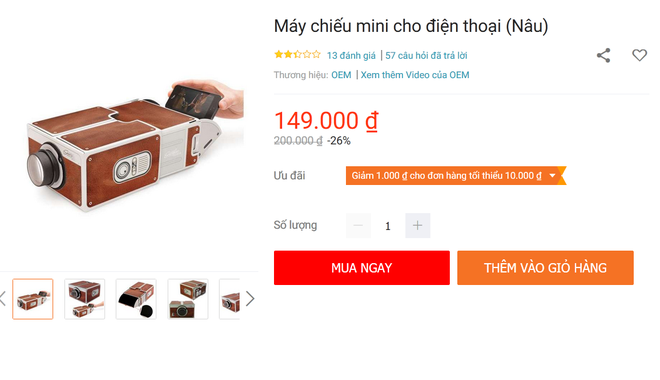 Máy chiếu mini cho điện thoại (Nâu)
13 đánh giá | 57 câu hỏi đã trả lời
Thương hiệu: OEM | Xem thêm Video của OEM
149.000 ₫
200.000 ₫ -26%
Ưu đãi
Giảm 1.000 ₫ cho đơn hàng tối thiểu 10.000 ₫
Số lượng
1
MUA NGAY
THÊM VÀO GIỎ HÀNG